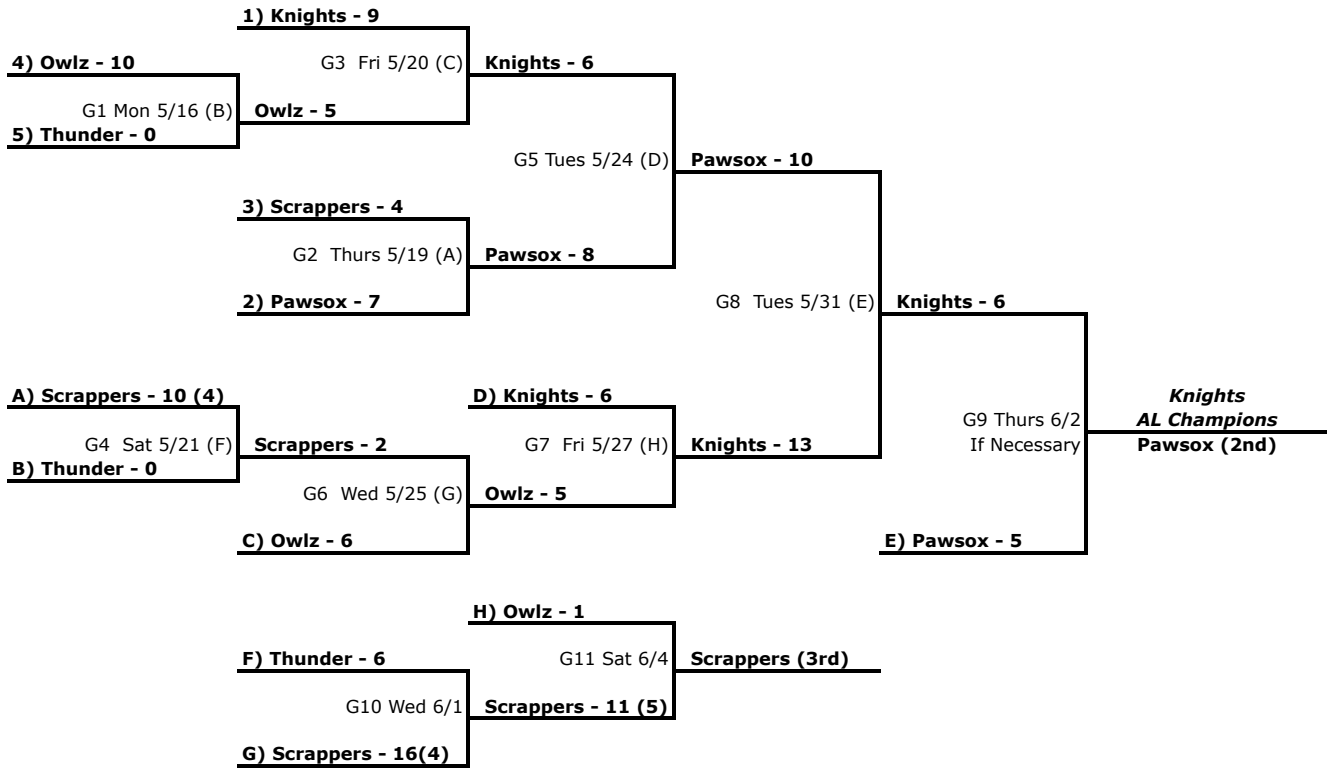 1) Knights - 9
4) Owlz - 10
G3  Fri 5/20 (C)
Knights - 6
G1 Mon 5/16 (B)
Owlz - 5
5) Thunder - 0
G5 Tues 5/24 (D)
Pawsox - 10
3) Scrappers - 4
G2  Thurs 5/19 (A)
Pawsox - 8
2) Pawsox - 7
G8  Tues 5/31 (E)
Knights - 6
A) Scrappers - 10 (4)
D) Knights - 6
G4  Sat 5/21 (F)
Scrappers - 2
G7  Fri 5/27 (H)
Knights - 13
B) Thunder - 0
G9 Thurs 6/2
If Necessary
Knights
AL Champions
Pawsox (2nd)
G6  Wed 5/25 (G)
Owlz - 5
C) Owlz - 6
E) Pawsox - 5
H) Owlz - 1
F) Thunder - 6
G11 Sat 6/4
Scrappers (3rd)
G10 Wed 6/1
Scrappers - 11 (5)
G) Scrappers - 16(4)